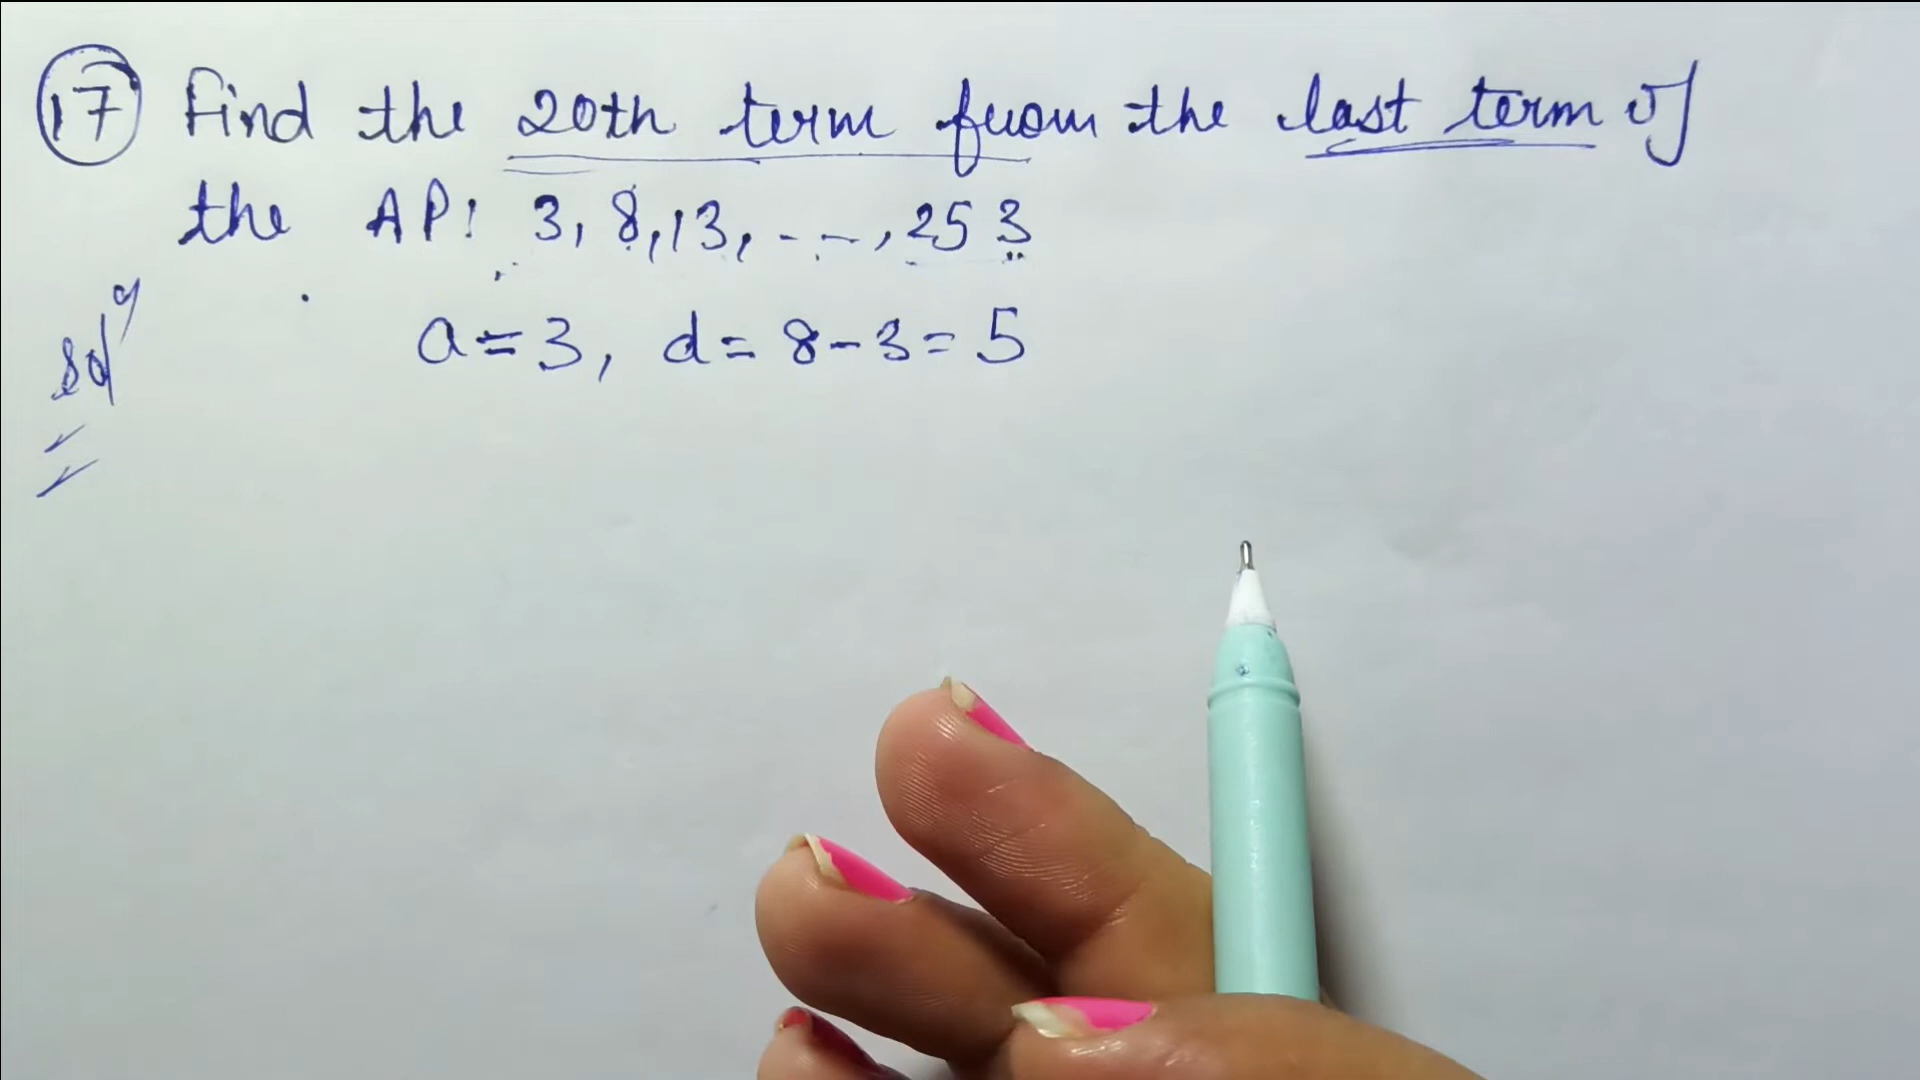 17 Find the 20th term from the last term of
the AP: 3, 8, 13, - - -, 253
Solⁿ
a = 3, d = 8 - 3 = 5